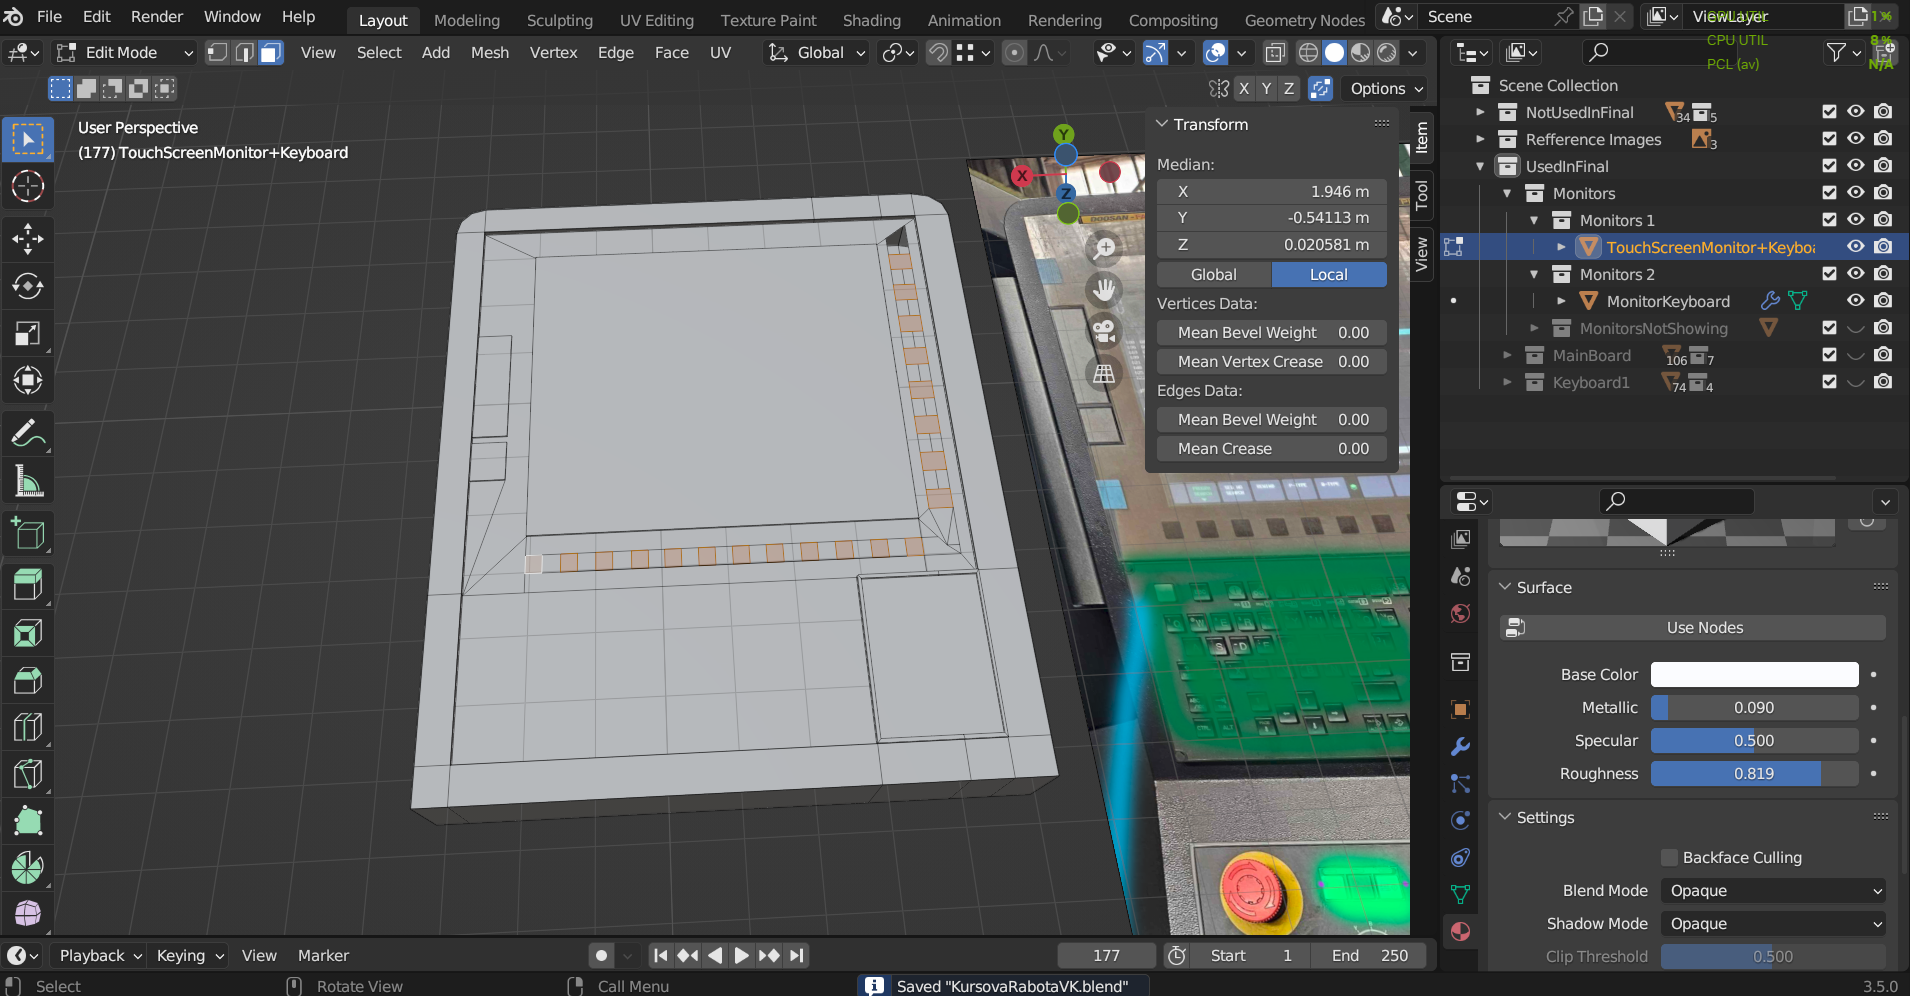 File Edit Render Window Help
Layout Modeling Sculpting UV Editing Texture Paint Shading Animation Rendering Compositing Geometry Nodes
Scene
ViewLayer
1%
CPU UTIL 8%
PCL (av) N/A
Edit Mode
View Select Add Mesh Vertex Edge Face UV
Global
X Y Z
Options
User Perspective
(177) TouchScreenMonitor+Keyboard
Y
X
Z
Transform
Median:
X 1.946 m
Y -0.54113 m
Z 0.020581 m
Global Local
Vertices Data:
Mean Bevel Weight 0.00
Mean Vertex Crease 0.00
Edges Data:
Mean Bevel Weight 0.00
Mean Crease 0.00
Item
Tool
View
Scene Collection
NotUsedInFinal 34 5
Refference Images 3
UsedInFinal
Monitors
Monitors 1
TouchScreenMonitor+Keyboa
Monitors 2
MonitorKeyboard
MonitorsNotShowing
MainBoard 106 7
Keyboard1 74 4
Surface
Use Nodes
Base Color
Metallic 0.090
Specular 0.500
Roughness 0.819
Settings
Backface Culling
Blend Mode Opaque
Shadow Mode Opaque
Clip Threshold 0.500
Playback Keying View Marker
177
Start 1
End 250
Select
Rotate View
Call Menu
Saved "KursovaRabotaVK.blend"
3.5.0